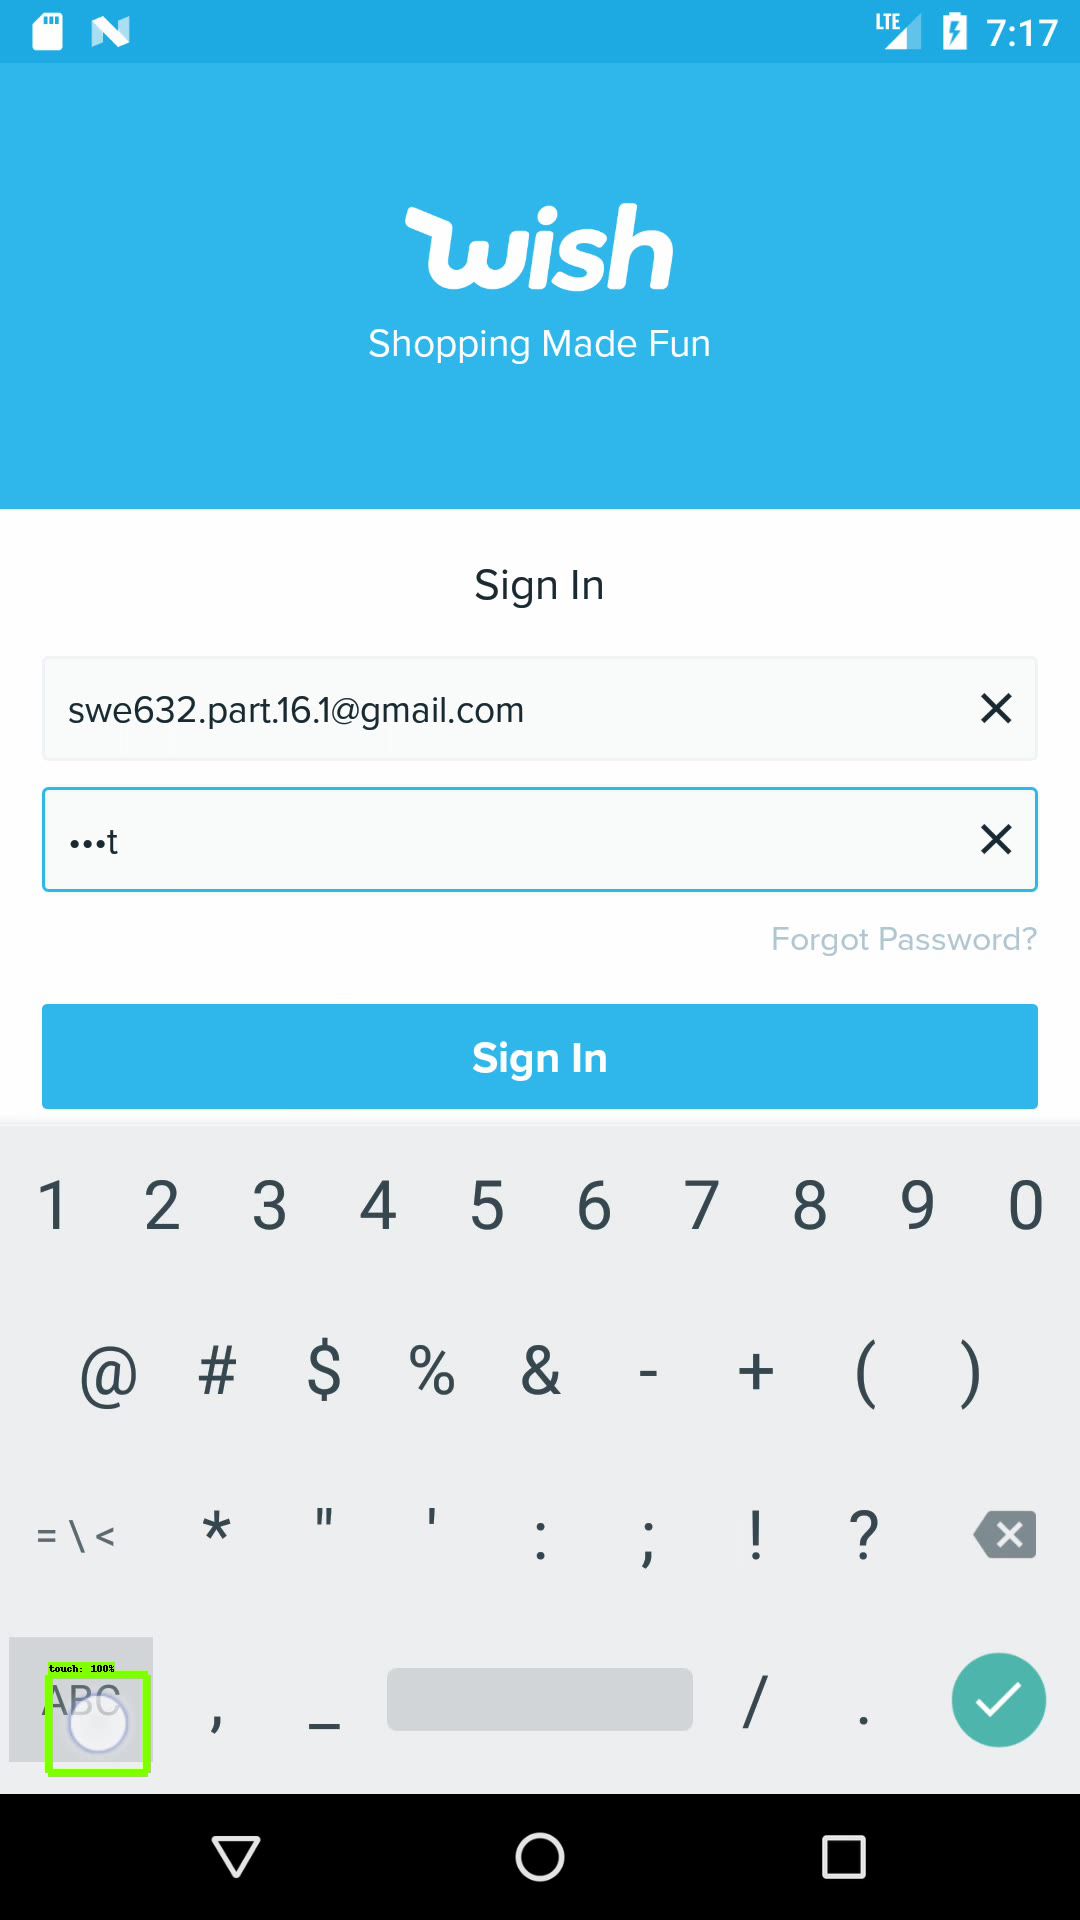 LTE 7:17
wish
Shopping Made Fun
Sign In
swe632.part.16.1@gmail.com
•••t
Forgot Password?
Sign In
1 2 3 4 5 6 7 8 9 0
@ # $ % & - + ( )
= \ < * " ' : ; ! ?
touch: 100%
ABC , _ / .